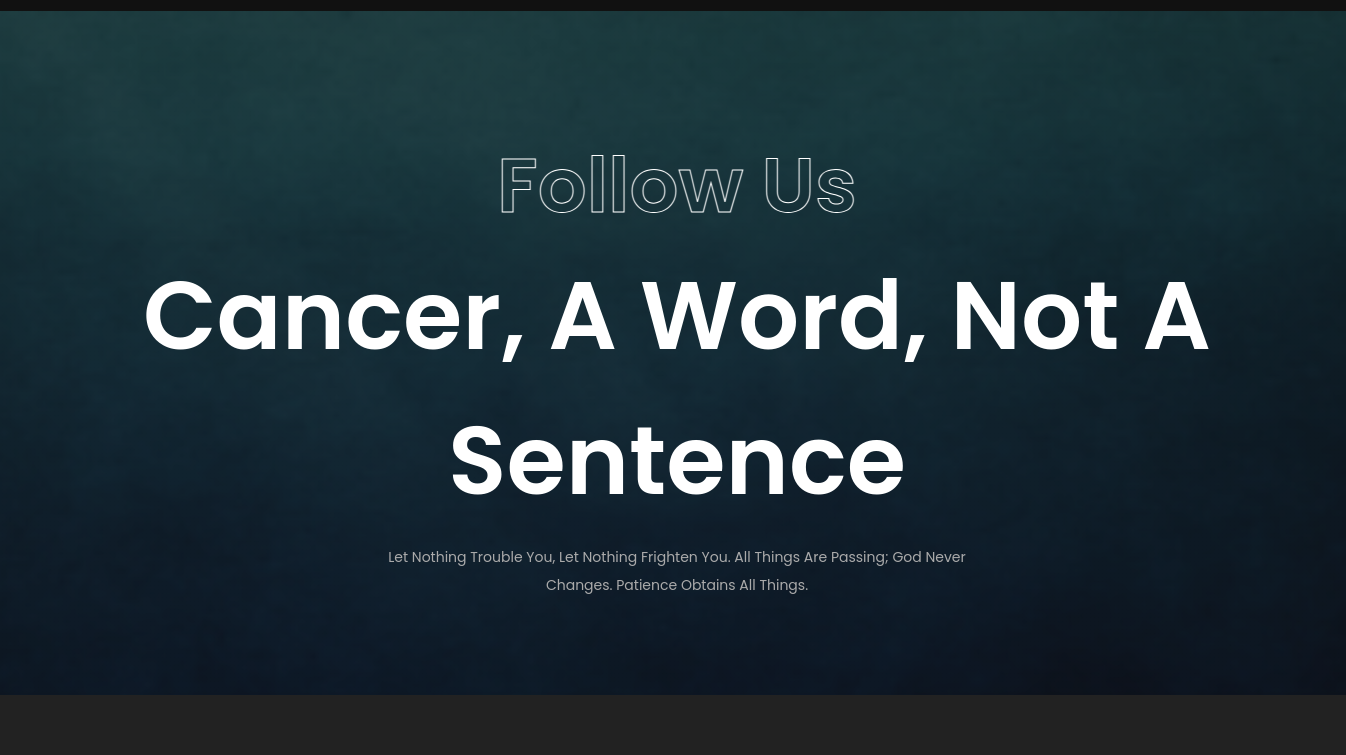 Follow Us
Cancer, A Word, Not A
Sentence
Let Nothing Trouble You, Let Nothing Frighten You. All Things Are Passing; God Never
Changes. Patience Obtains All Things.